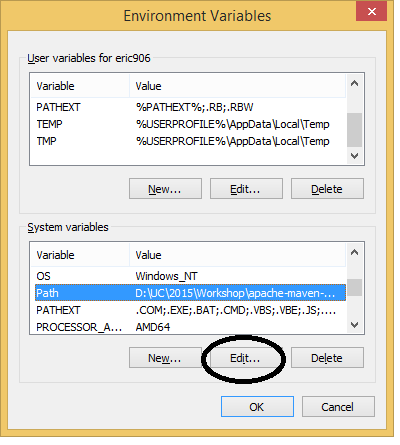 Environment Variables
User variables for eric906
Variable Value
PATHEXT %PATHEXT%;.RB;.RBW
TEMP %USERPROFILE%\AppData\Local\Temp
TMP %USERPROFILE%\AppData\Local\Temp
New... Edit... Delete
System variables
Variable Value
OS Windows_NT
Path D:\UC\2015\Workshop\apache-maven-...
PATHEXT .COM;.EXE;.BAT;.CMD;.VBS;.VBE;.JS;....
PROCESSOR_A... AMD64
New... Edit... Delete
OK Cancel